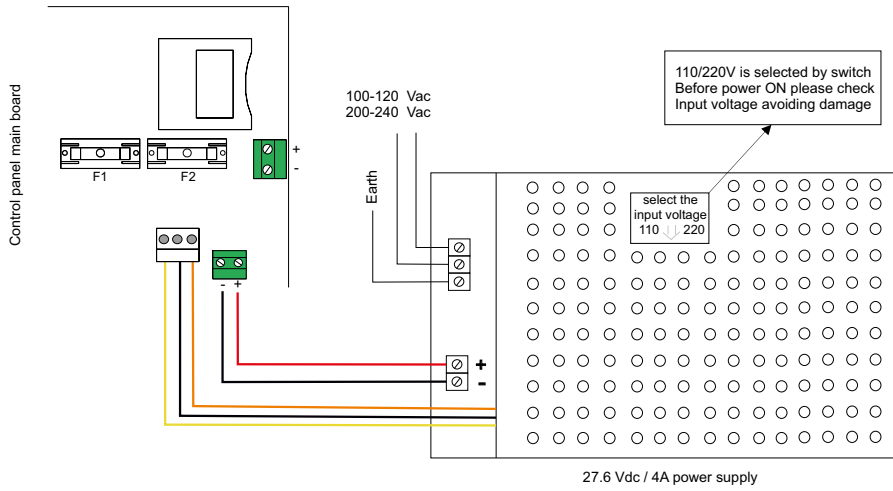 Control panel main board
100-120 Vac
200-240 Vac
110/220V is selected by switch
Before power ON please check
Input voltage avoiding damage
F1
F2
+
-
Earth
select the
input voltage
110 220
- +
+
-
27.6 Vdc / 4A power supply